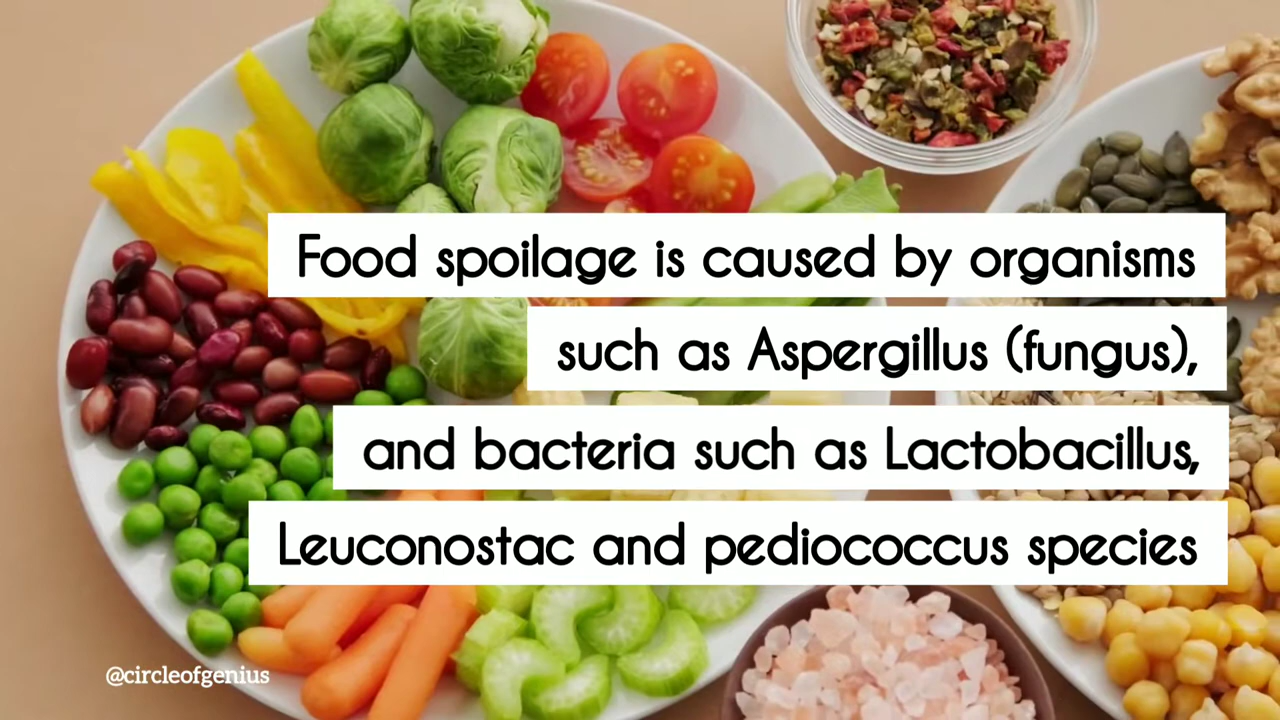 Food spoilage is caused by organisms
such as Aspergillus (fungus),
and bacteria such as Lactobacillus,
Leuconostac and pediococcus species
@circleofgenius